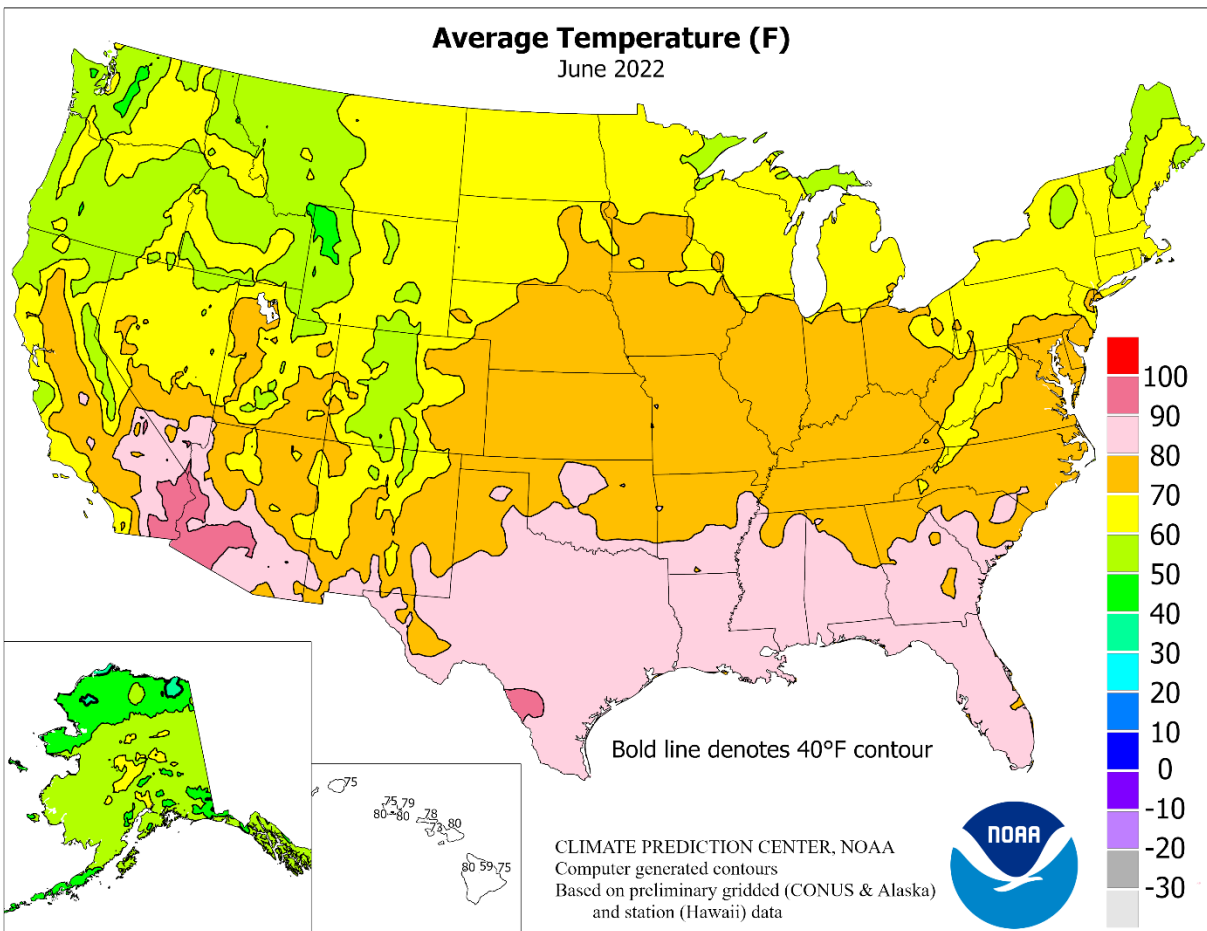 Average Temperature (F)
June 2022
100
90
80
70
60
50
40
30
20
10
0
-10
-20
-30
Bold line denotes 40°F contour
75
75 79
80 80
78
73 80
80 59 75
CLIMATE PREDICTION CENTER, NOAA
Computer generated contours
Based on preliminary gridded (CONUS & Alaska)
and station (Hawaii) data
NOAA